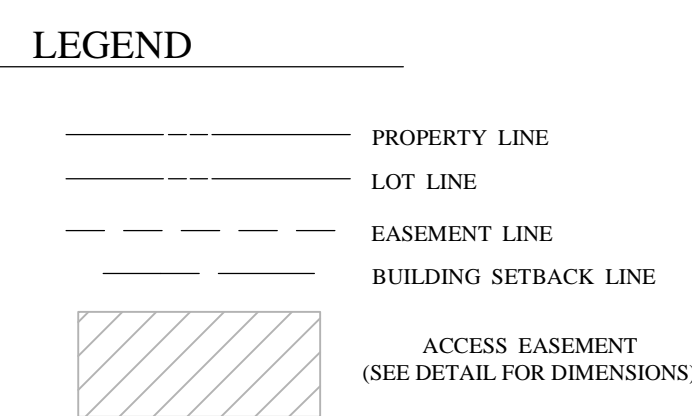 LEGEND
PROPERTY LINE
LOT LINE
EASEMENT LINE
BUILDING SETBACK LINE
ACCESS EASEMENT
(SEE DETAIL FOR DIMENSIONS)